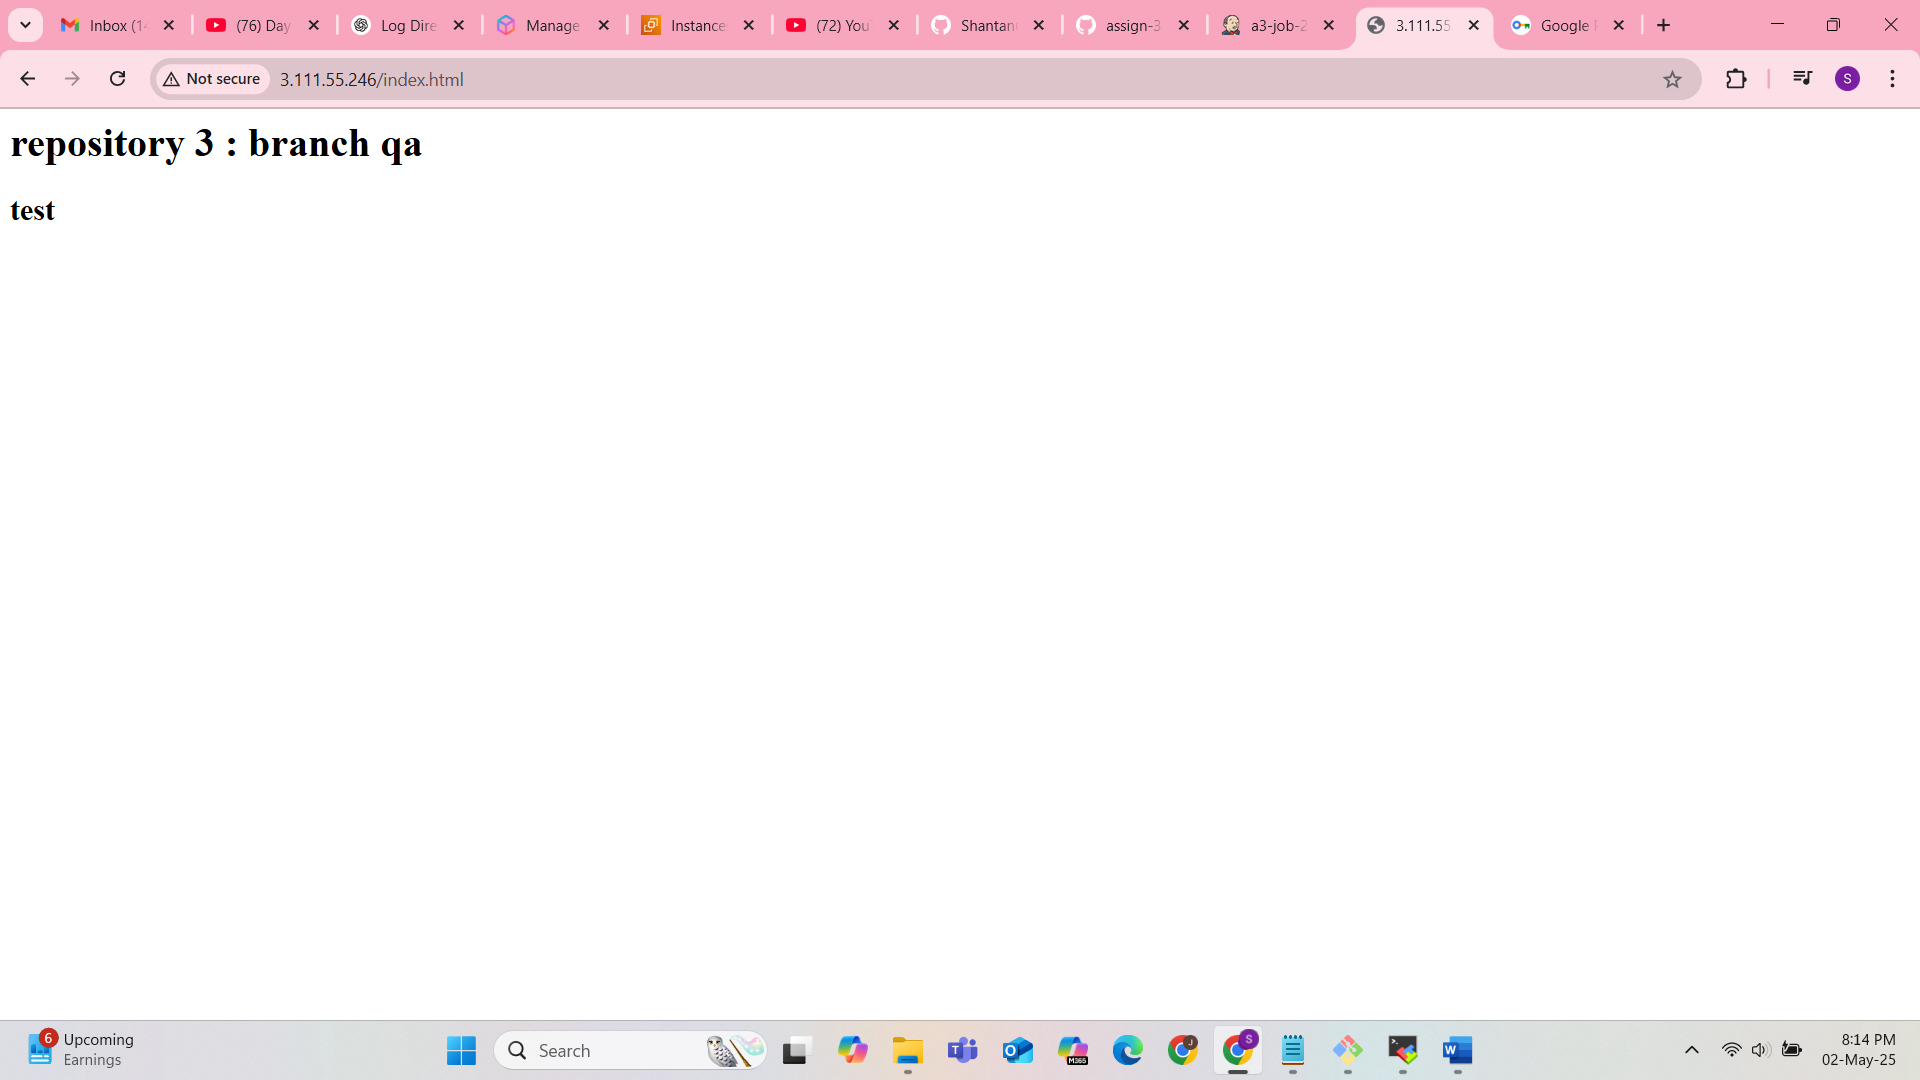 Inbox (14
(76) Day
Log Dire
Manage
Instance
(72) You
Shantan
assign-3
a3-job-2
3.111.55
Google
Not secure
3.111.55.246/index.html
S
repository 3 : branch qa
test
6
Upcoming
Earnings
Search
T
O
M365
J
S
W
8:14 PM
02-May-25